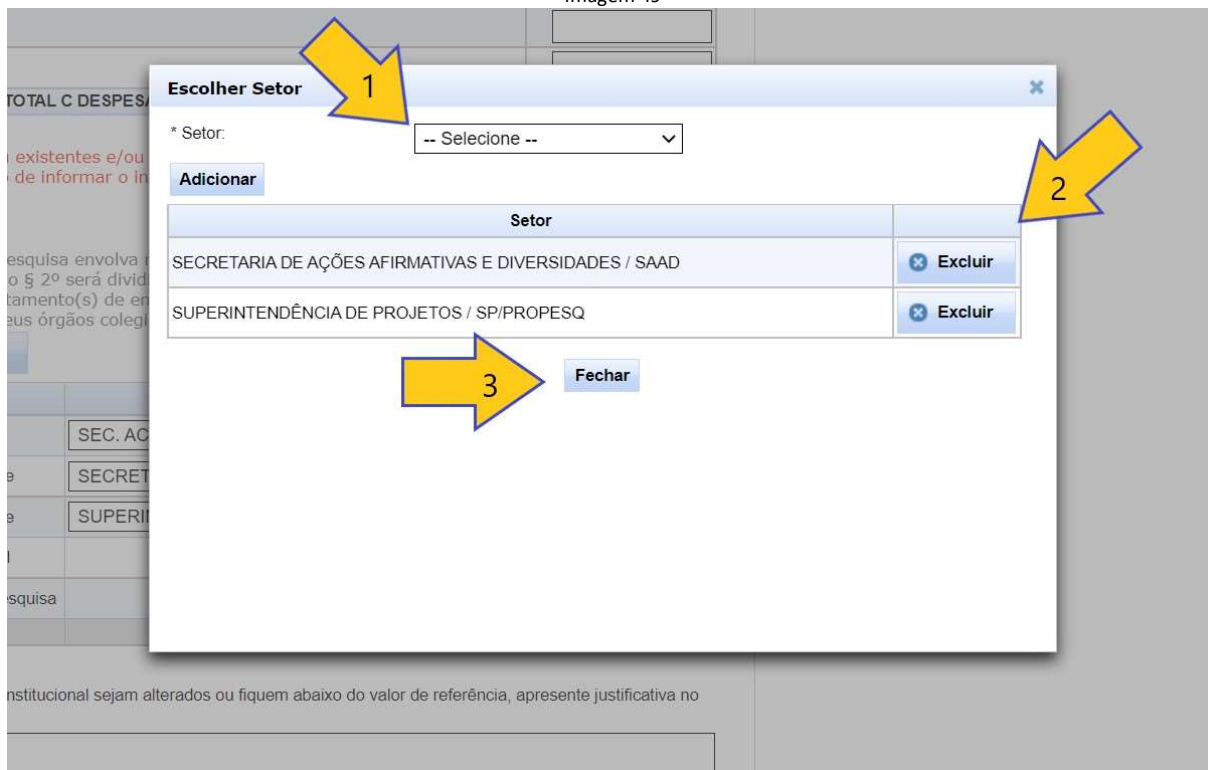 TOTAL C DESPESA
existentes e/ou
de informar o in
esquisa envolva
o § 2º será divid
tamento(s) de en
eus órgãos colegi
SEC. AC
e SECRET
e SUPERI
esquisa
Escolher Setor
1
* Setor:
-- Selecione --
Adicionar
2
Setor
SECRETARIA DE AÇÕES AFIRMATIVAS E DIVERSIDADES / SAAD Excluir
SUPERINTENDÊNCIA DE PROJETOS / SP/PROPESQ Excluir
3
Fechar
nstitucional sejam alterados ou fiquem abaixo do valor de referência, apresente justificativa no